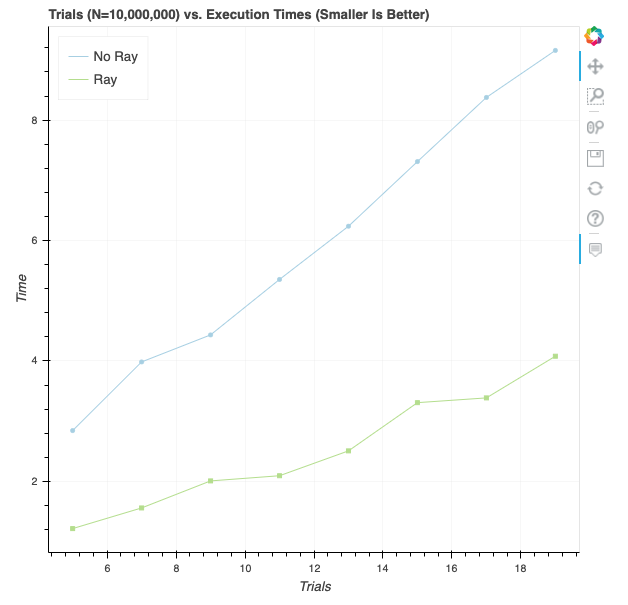 Trials (N=10,000,000) vs. Execution Times (Smaller Is Better)
No Ray
Ray
8
6
4
2
Time
6 8 10 12 14 16 18
Trials